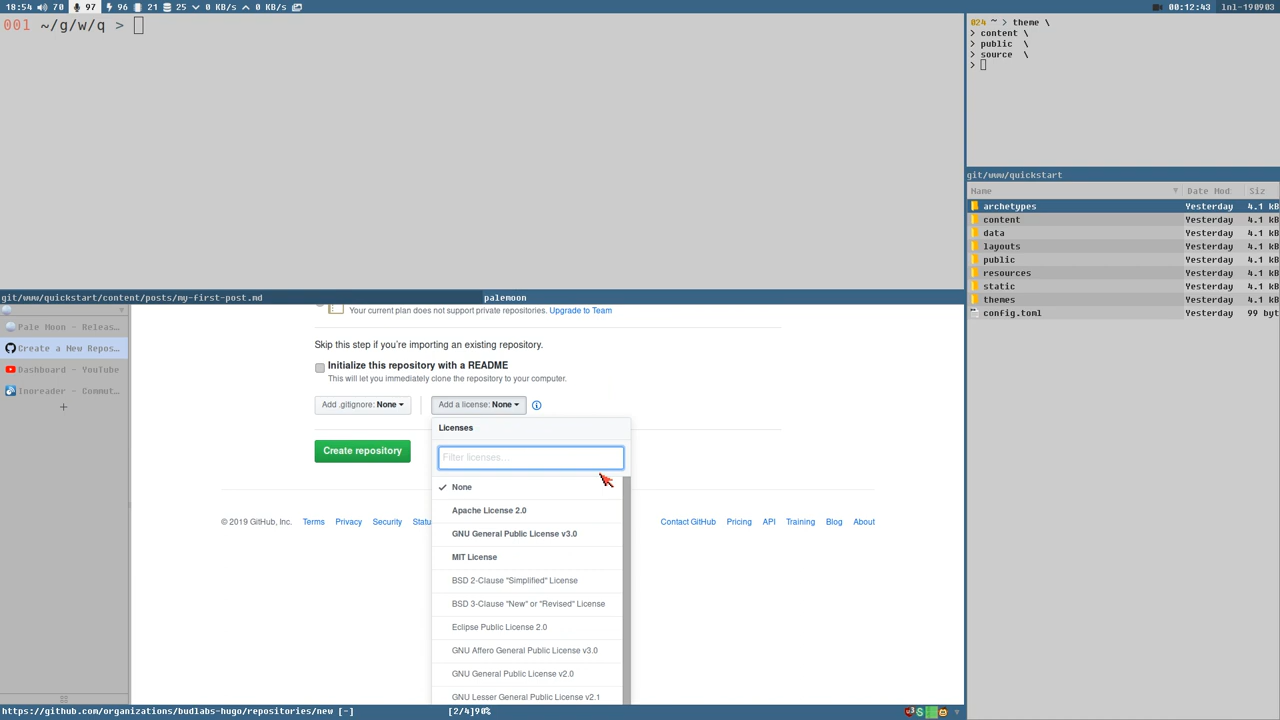 18:54 70 97 96 21 25 0 KB/s 0 KB/s 00:12:43 lnl-190903
001 ~/g/w/q >
024 ~ > theme \
> content \
> public \
> source \
>
git/www/quickstart
Name Date Mod Siz
archetypes Yesterday 4.1 kB
content Yesterday 4.1 kB
data Yesterday 4.1 kB
layouts Yesterday 4.1 kB
public Yesterday 4.1 kB
resources Yesterday 4.1 kB
static Yesterday 4.1 kB
themes Yesterday 4.1 kB
config.toml Yesterday 99 byt
git/www/quickstart/content/posts/my-first-post.md palemoon
Pale Moon - Releas...
Create a New Repos...
Dashboard - YouTube
Inoreader - Commut...
Your current plan does not support private repositories. Upgrade to Team
Skip this step if you're importing an existing repository.
Initialize this repository with a README
This will let you immediately clone the repository to your computer.
Add .gitignore: None Add a license: None
Licenses
Create repository
Filter licenses...
None
Apache License 2.0
GNU General Public License v3.0
MIT License
BSD 2-Clause "Simplified" License
BSD 3-Clause "New" or "Revised" License
Eclipse Public License 2.0
GNU Affero General Public License v3.0
GNU General Public License v2.0
GNU Lesser General Public License v2.1
© 2019 GitHub, Inc. Terms Privacy Security Statu Contact GitHub Pricing API Training Blog About
https://github.com/organizations/budlabs-hugo/repositories/new [-] [2/4]90%